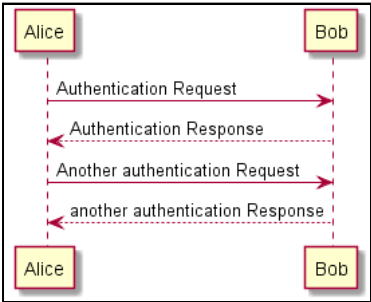 Alice Bob
Authentication Request
Authentication Response
Another authentication Request
another authentication Response
Alice Bob